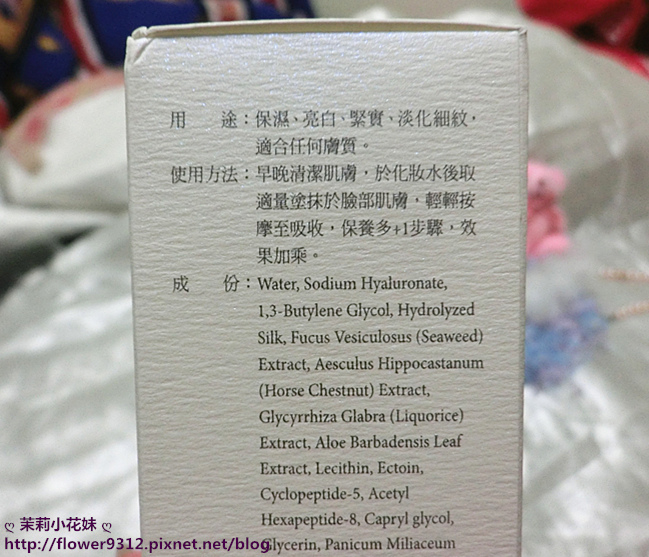 用　　途：保濕、亮白、緊實、淡化細紋，
適合任何膚質。
使用方法：早晚清潔肌膚，於化妝水後取
適量塗抹於臉部肌膚，輕輕按
摩至吸收，保養多+1步驟，效
果加乘。
成　　份：Water, Sodium Hyaluronate,
1,3-Butylene Glycol, Hydrolyzed
Silk, Fucus Vesiculosus (Seaweed)
Extract, Aesculus Hippocastanum
(Horse Chestnut) Extract,
Glycyrrhiza Glabra (Liquorice)
Extract, Aloe Barbadensis Leaf
Extract, Lecithin, Ectoin,
Cyclopeptide-5, Acetyl
Hexapeptide-8, Capryl glycol,
Glycerin, Panicum Miliaceum
ღ 茉莉小花妹 ღ
http://flower9312.pixnet.net/blog